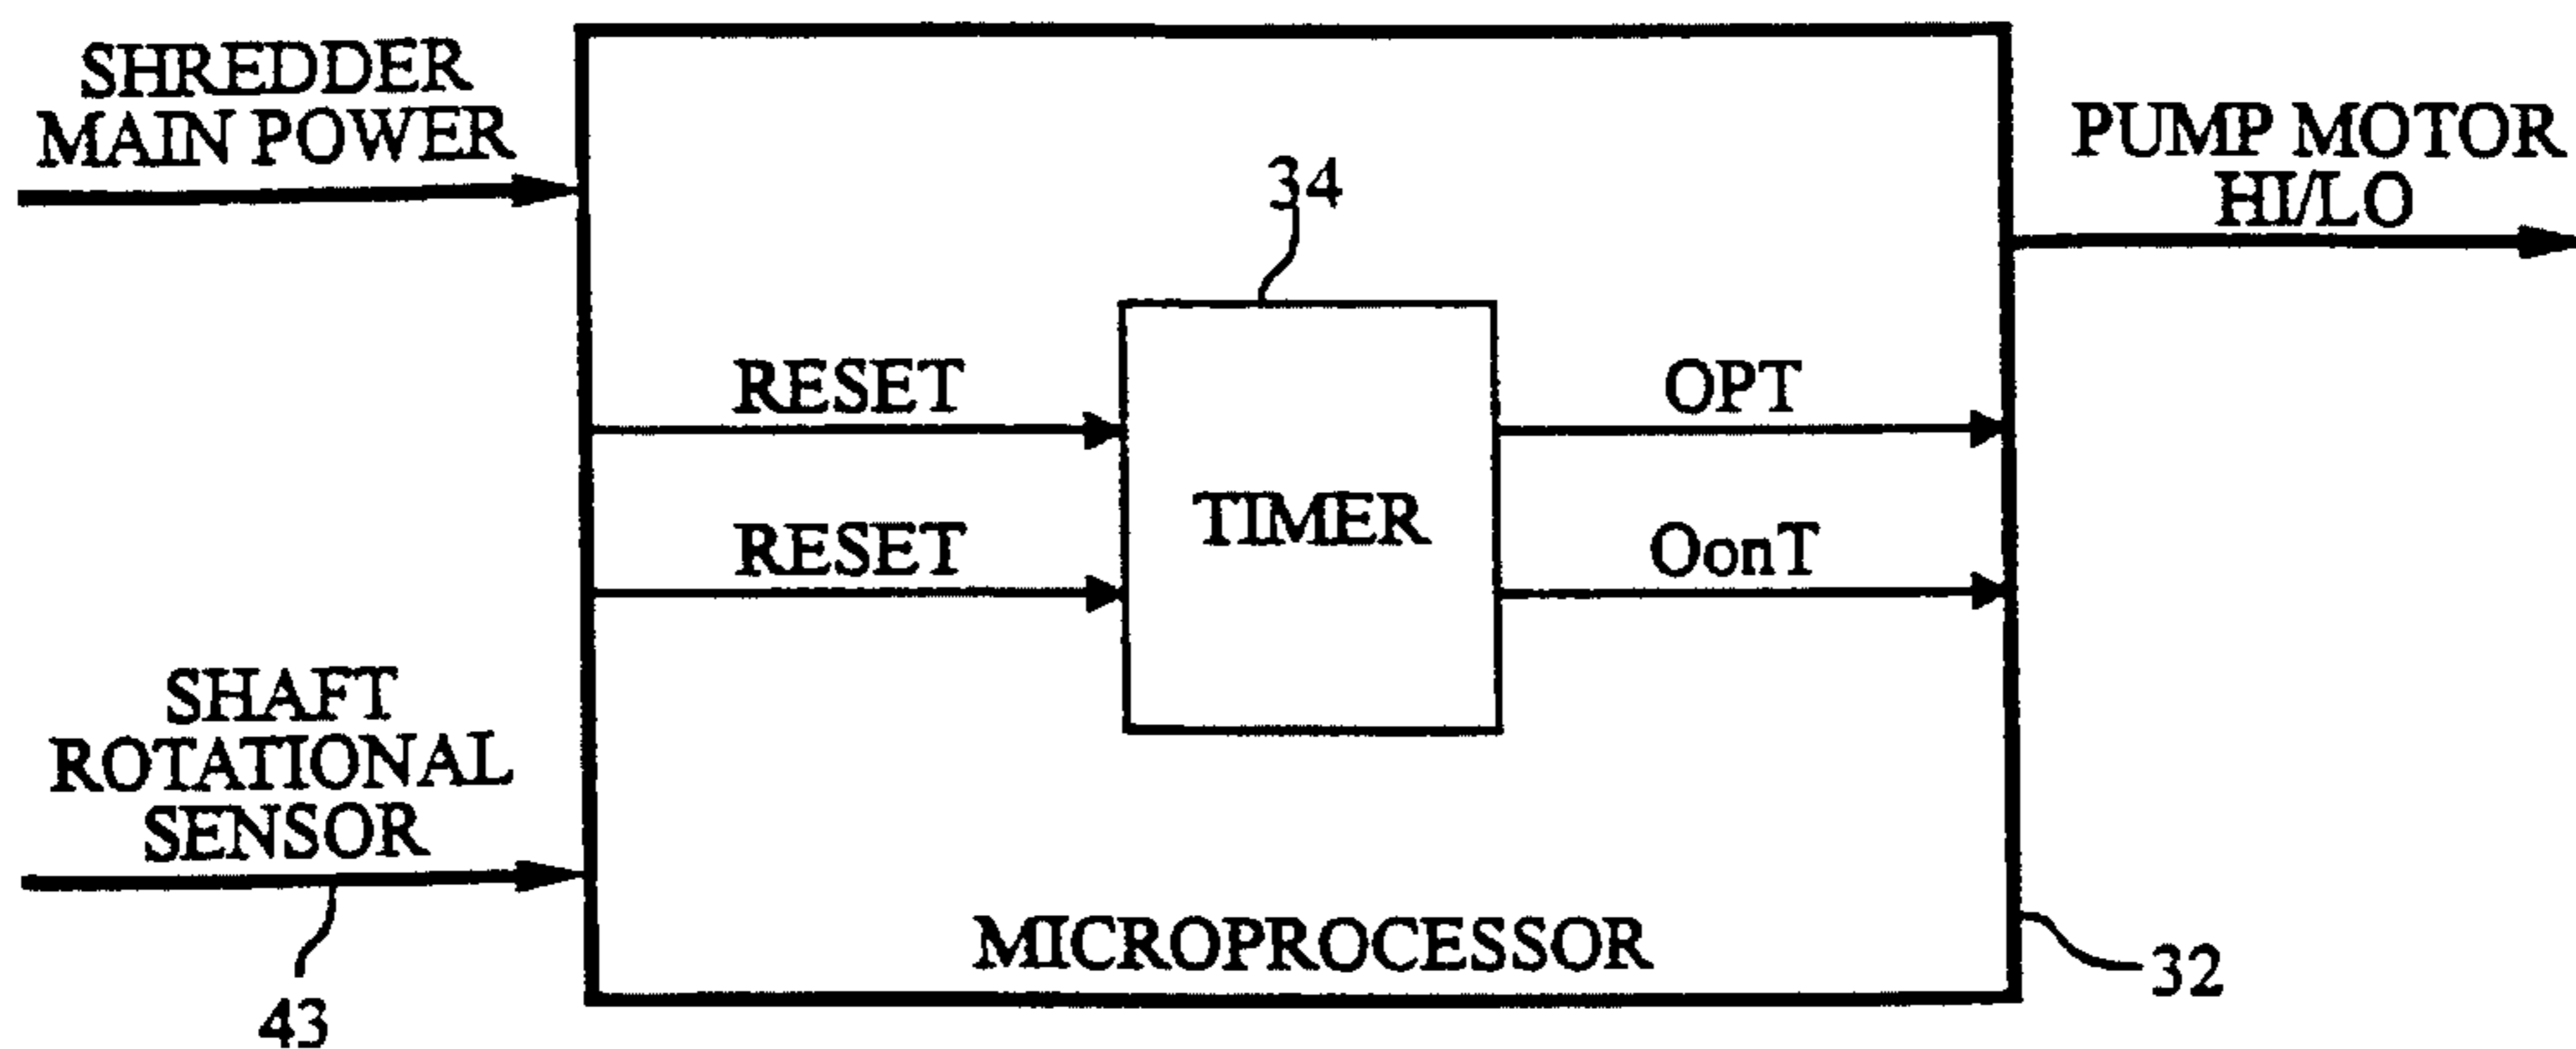 SHREDDER
MAIN POWER
PUMP MOTOR
HI/LO
34
RESET
OPT
TIMER
RESET
OonT
SHAFT
ROTATIONAL
SENSOR
43
MICROPROCESSOR
32